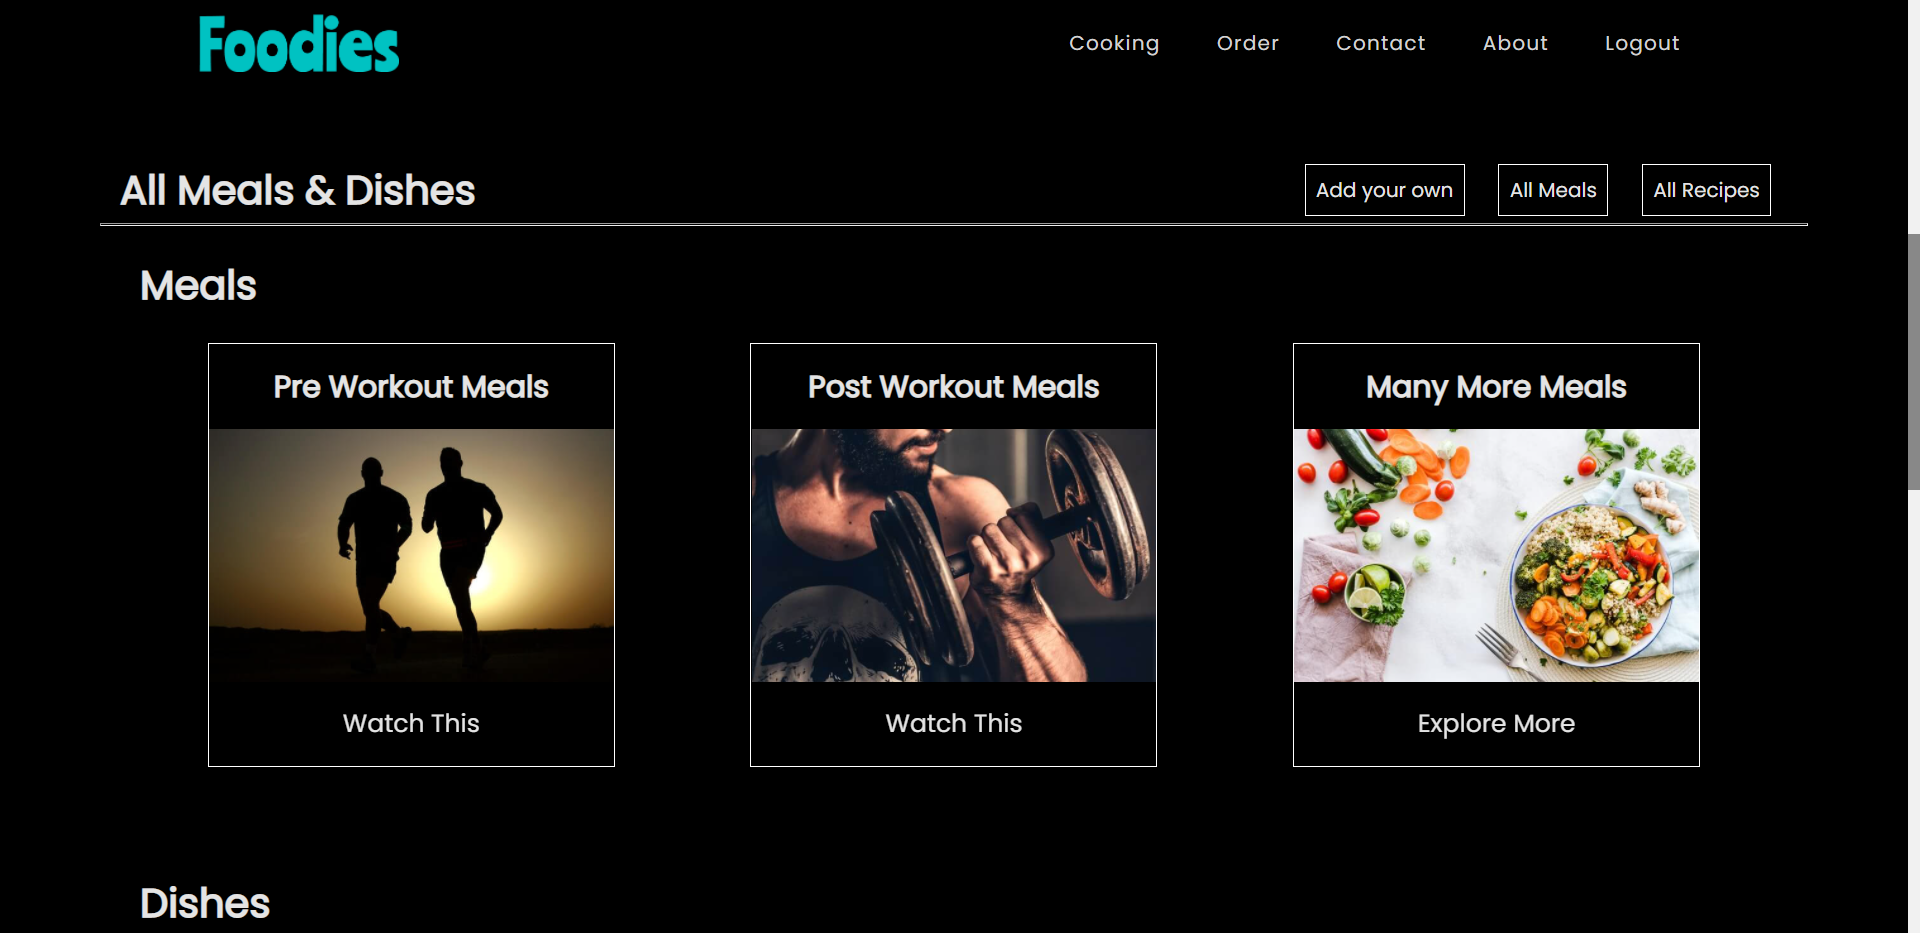 Foodies
Cooking Order Contact About Logout
All Meals & Dishes
Add your own All Meals All Recipes
Meals
Pre Workout Meals
Watch This
Post Workout Meals
Watch This
Many More Meals
Explore More
Dishes